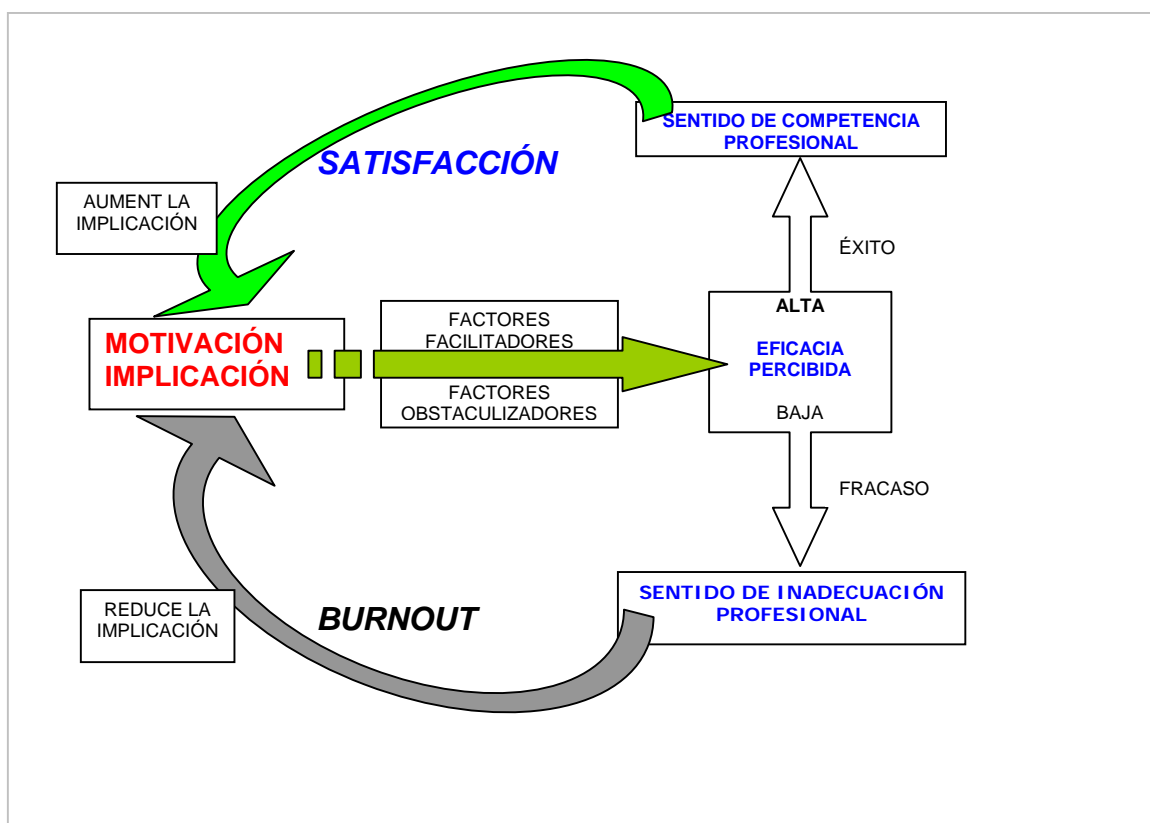 SENTIDO DE COMPETENCIA
PROFESIONAL
SATISFACCIÓN
AUMENT LA
IMPLICACIÓN
ÉXITO
MOTIVACIÓN
IMPLICACIÓN
FACTORES
FACILITADORES
FACTORES
OBSTACULIZADORES
ALTA
EFICACIA
PERCIBIDA
BAJA
FRACASO
SENTIDO DE INADECUACIÓN
PROFESIONAL
REDUCE LA
IMPLICACIÓN
BURNOUT